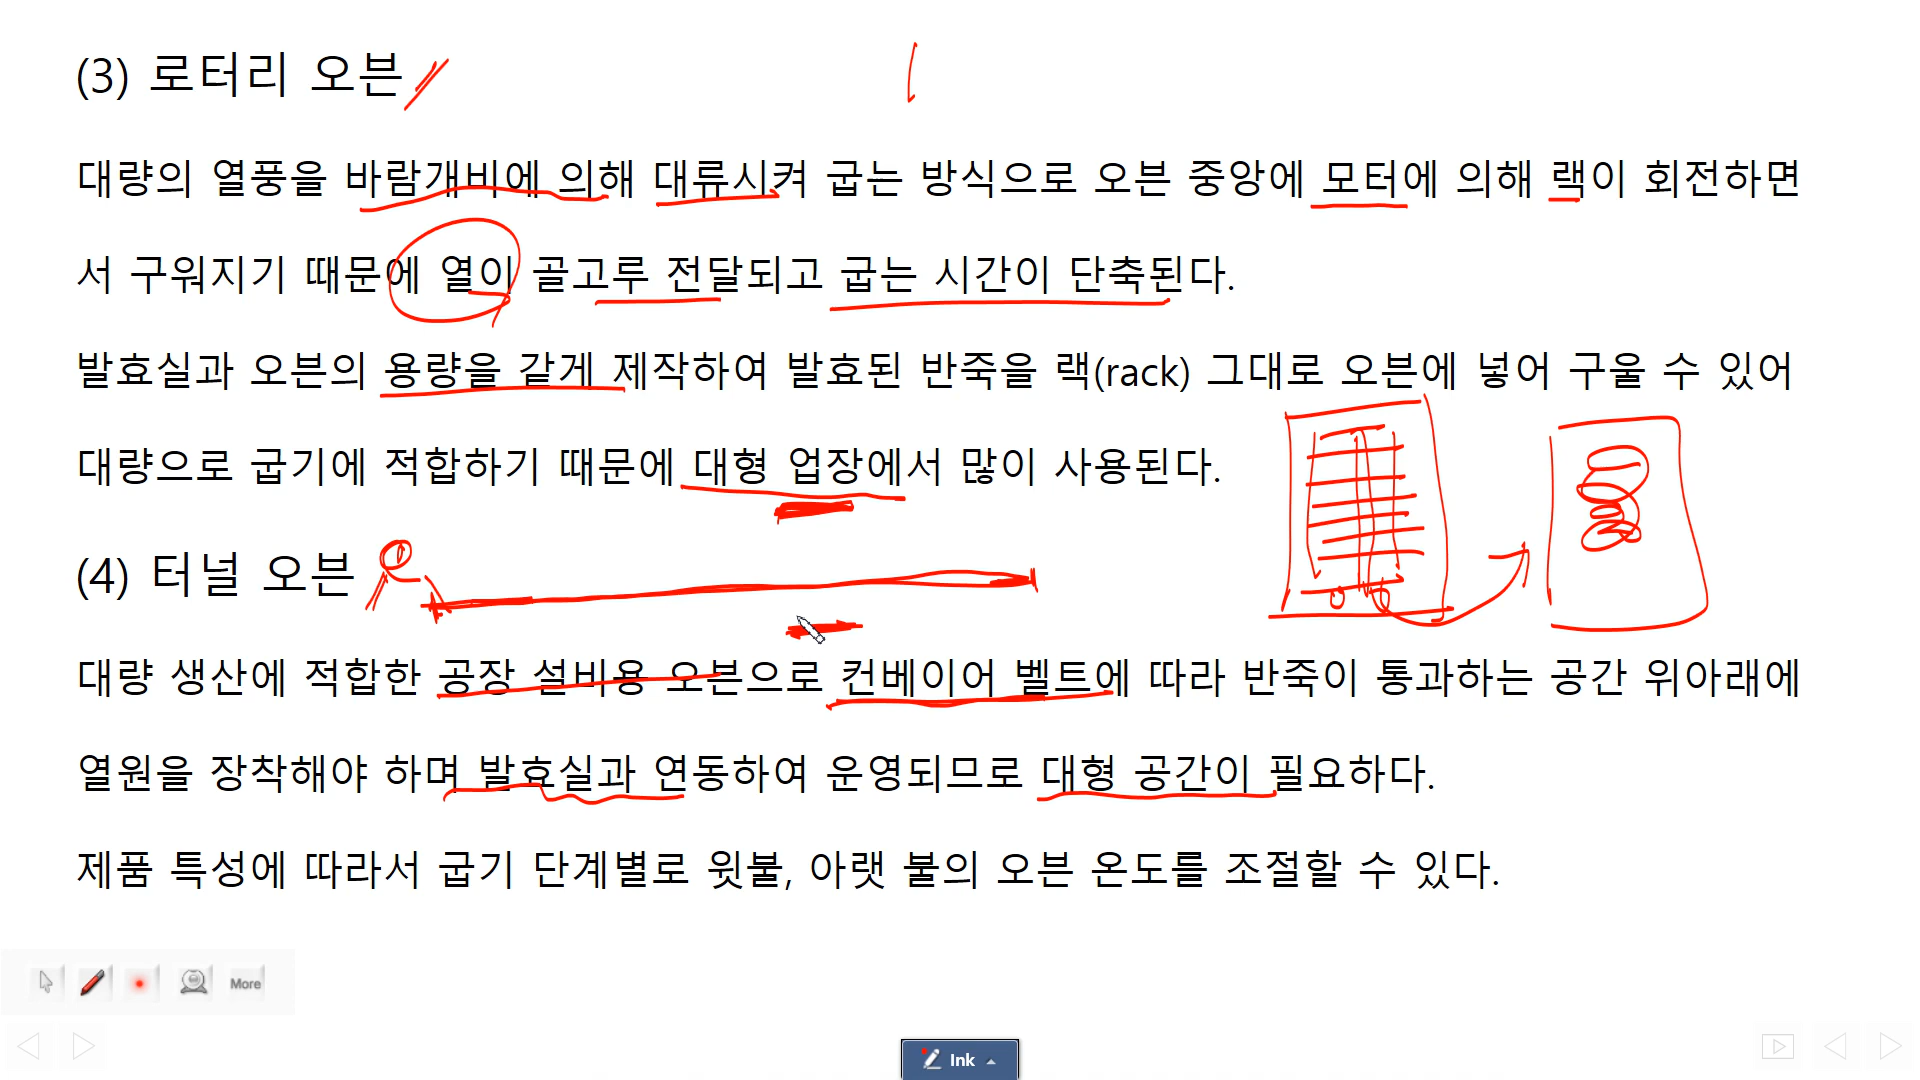 (3) 로터리 오븐
대량의 열풍을 바람개비에 의해 대류시켜 굽는 방식으로 오븐 중앙에 모터에 의해 랙이 회전하면
서 구워지기 때문에 열이 골고루 전달되고 굽는 시간이 단축된다.
발효실과 오븐의 용량을 같게 제작하여 발효된 반죽을 랙(rack) 그대로 오븐에 넣어 구울 수 있어
대량으로 굽기에 적합하기 때문에 대형 업장에서 많이 사용된다.
(4) 터널 오븐
대량 생산에 적합한 공장 설비용 오븐으로 컨베이어 벨트에 따라 반죽이 통과하는 공간 위아래에
열원을 장착해야 하며 발효실과 연동하여 운영되므로 대형 공간이 필요하다.
제품 특성에 따라서 굽기 단계별로 윗불, 아랫 불의 오븐 온도를 조절할 수 있다.
More
Ink